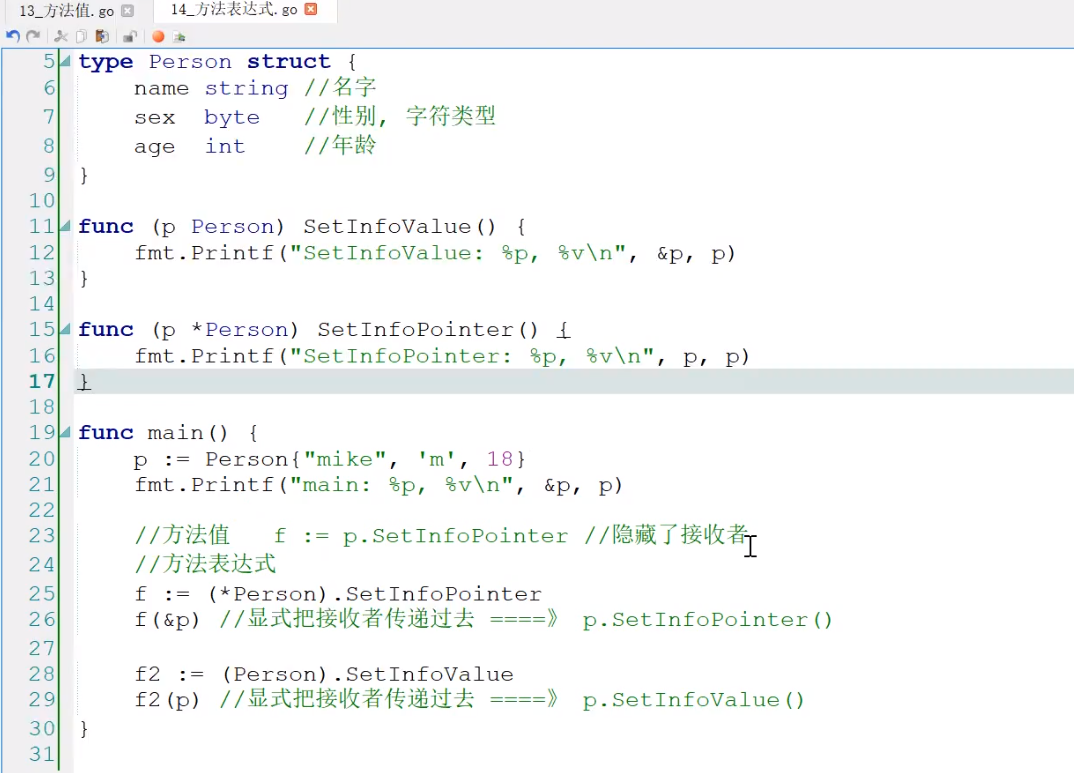 13_方法值.go 14_方法表达式.go
5 type Person struct {
6 name string //名字
7 sex byte //性别, 字符类型
8 age int //年龄
9 }
10
11 func (p Person) SetInfoValue() {
12 fmt.Printf("SetInfoValue: %p, %v\n", &p, p)
13 }
14
15 func (p *Person) SetInfoPointer() {
16 fmt.Printf("SetInfoPointer: %p, %v\n", p, p)
17 }
18
19 func main() {
20 p := Person{"mike", 'm', 18}
21 fmt.Printf("main: %p, %v\n", &p, p)
22
23 //方法值 f := p.SetInfoPointer //隐藏了接收者
24 //方法表达式
25 f := (*Person).SetInfoPointer
26 f(&p) //显式把接收者传递过去 ====》 p.SetInfoPointer()
27
28 f2 := (Person).SetInfoValue
29 f2(p) //显式把接收者传递过去 ====》 p.SetInfoValue()
30 }
31